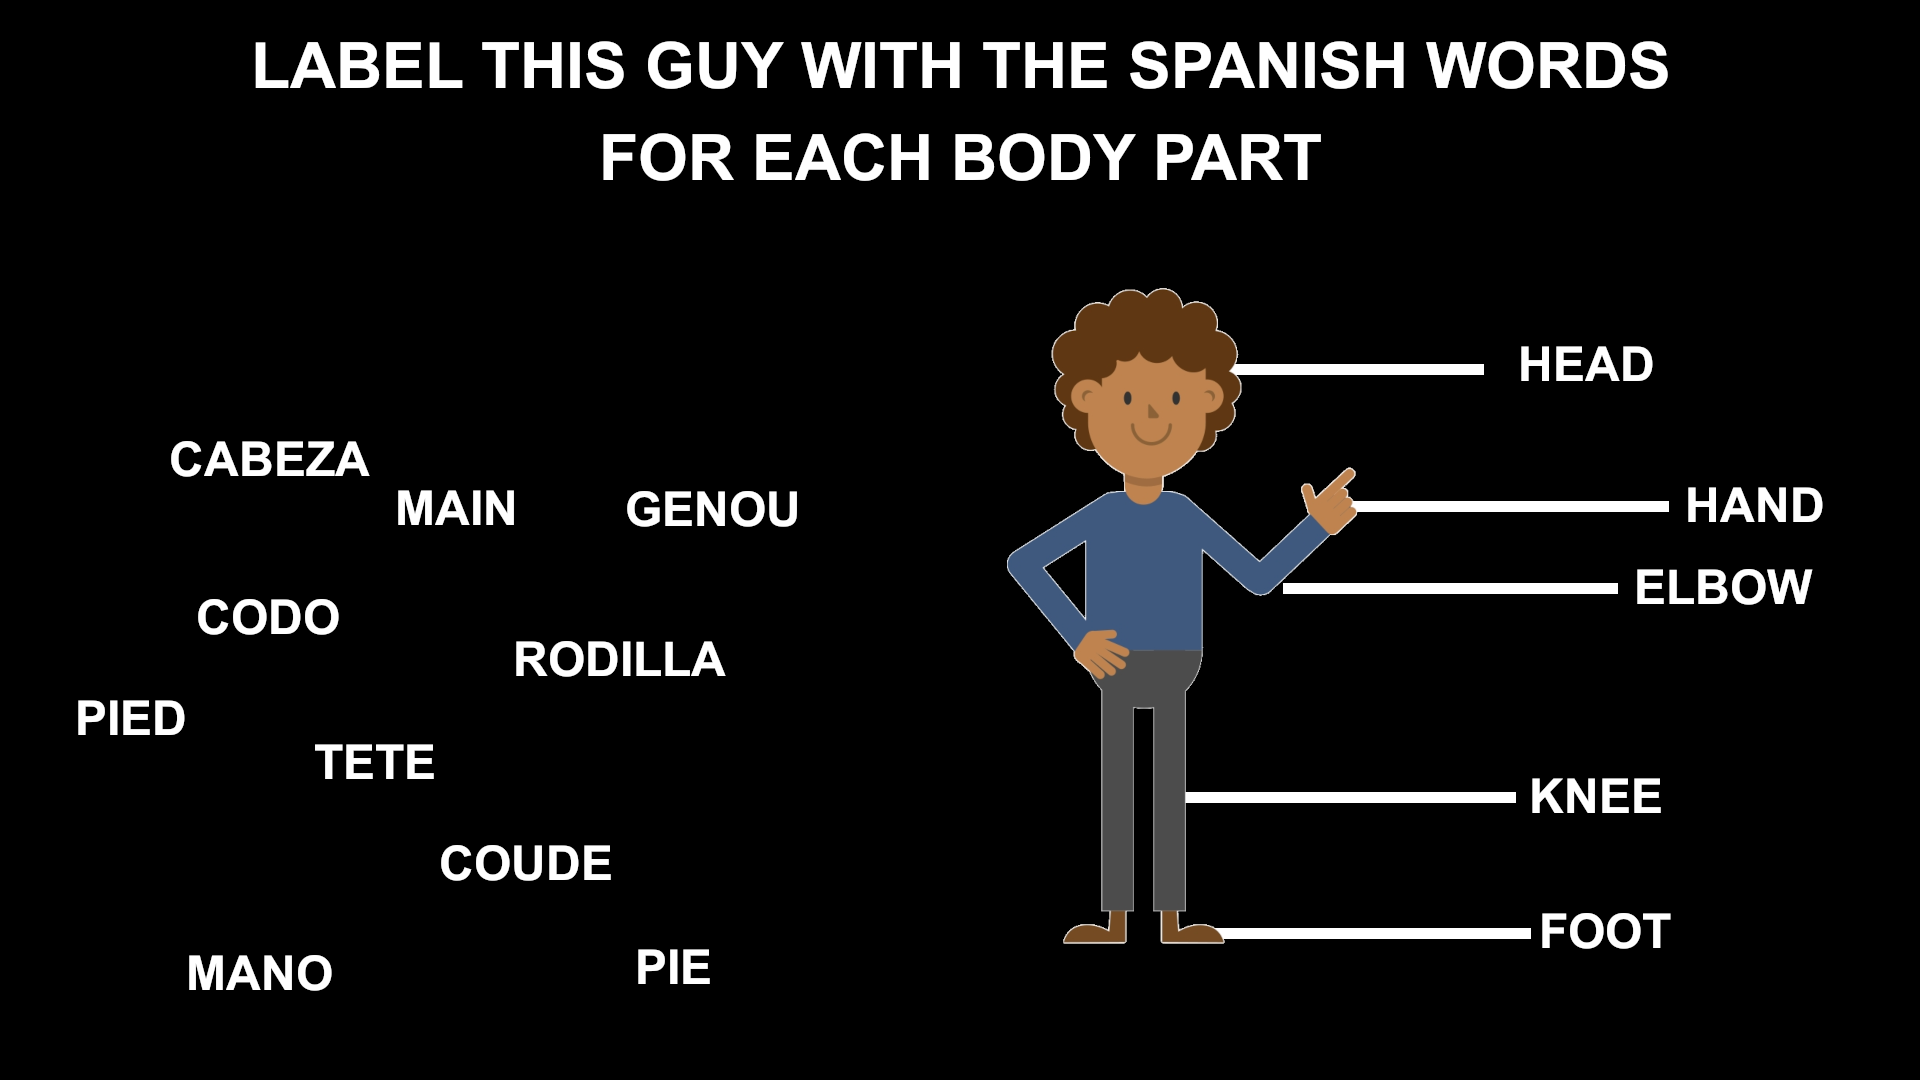 LABEL THIS GUY WITH THE SPANISH WORDS
FOR EACH BODY PART
CABEZA
MAIN
GENOU
CODO
RODILLA
PIED
TETE
COUDE
MANO
PIE
HEAD
HAND
ELBOW
KNEE
FOOT